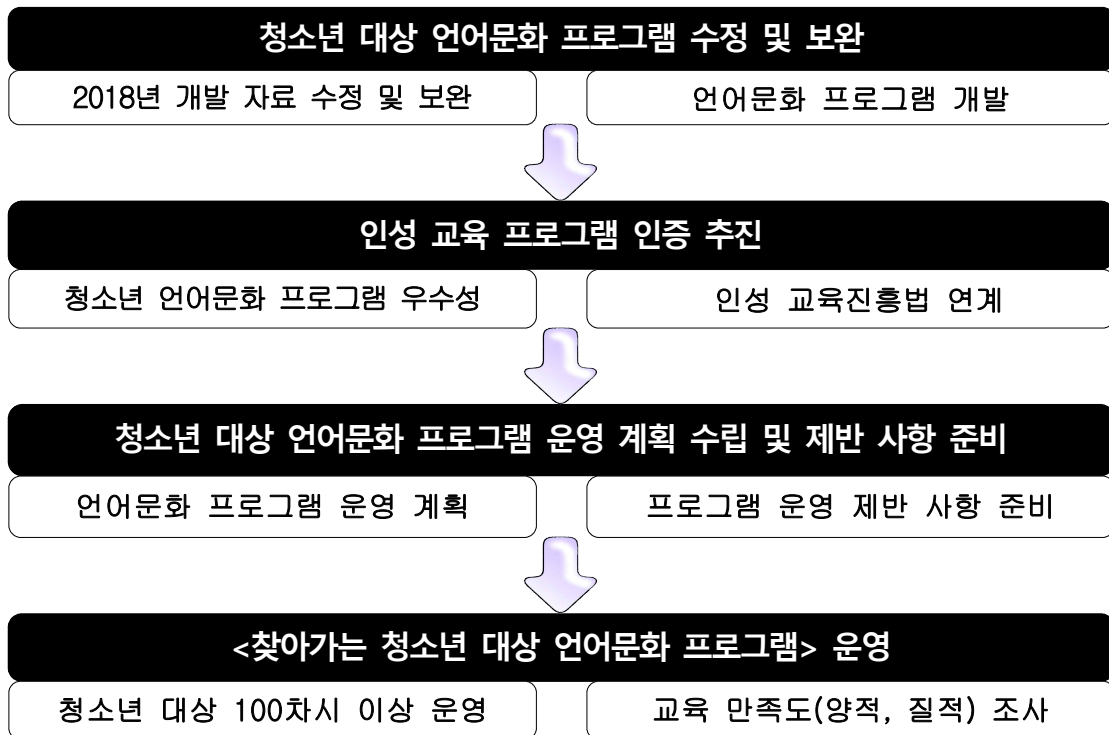 청소년 대상 언어문화 프로그램 수정 및 보완
2018년 개발 자료 수정 및 보완
언어문화 프로그램 개발
인성 교육 프로그램 인증 추진
청소년 언어문화 프로그램 우수성
인성 교육진흥법 연계
청소년 대상 언어문화 프로그램 운영 계획 수립 및 제반 사항 준비
언어문화 프로그램 운영 계획
프로그램 운영 제반 사항 준비
<찾아가는 청소년 대상 언어문화 프로그램> 운영
청소년 대상 100차시 이상 운영
교육 만족도(양적, 질적) 조사